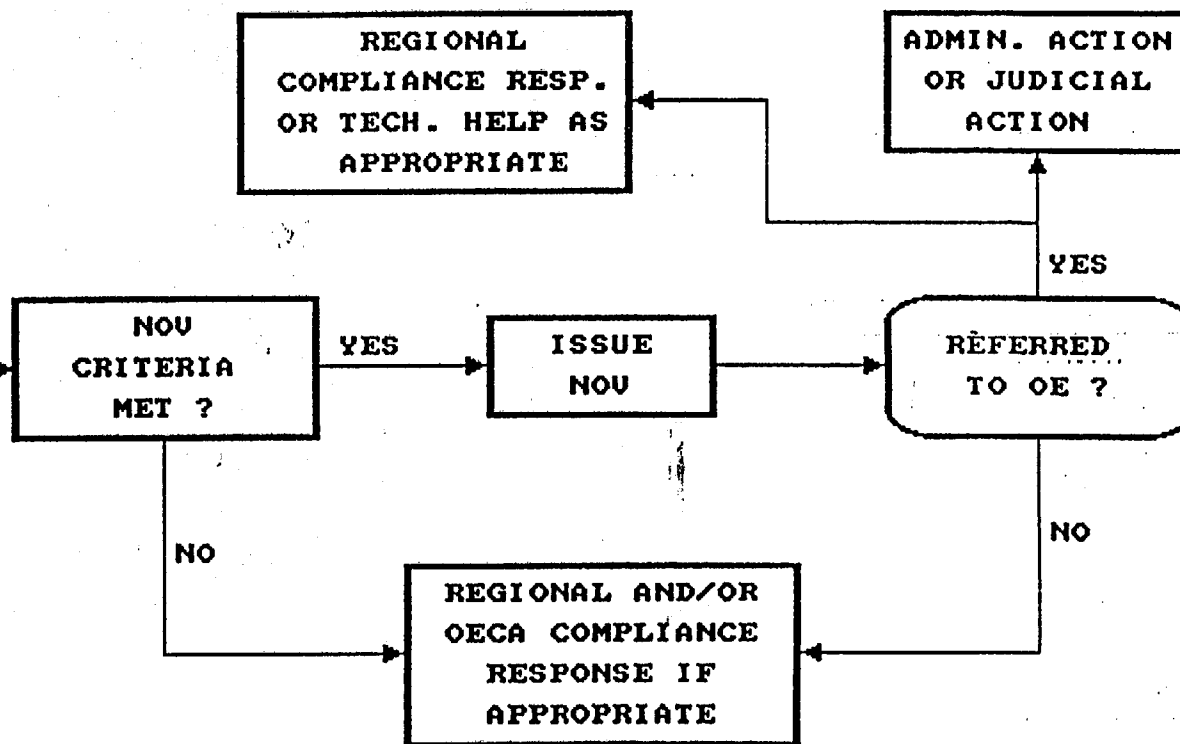 REGIONAL
COMPLIANCE RESP.
OR TECH. HELP AS
APPROPRIATE
ADMIN. ACTION
OR JUDICIAL
ACTION
YES
NOV
CRITERIA
MET ?
YES
ISSUE
NOV
REFERRED
TO OE ?
NO
NO
REGIONAL AND/OR
OECA COMPLIANCE
RESPONSE IF
APPROPRIATE